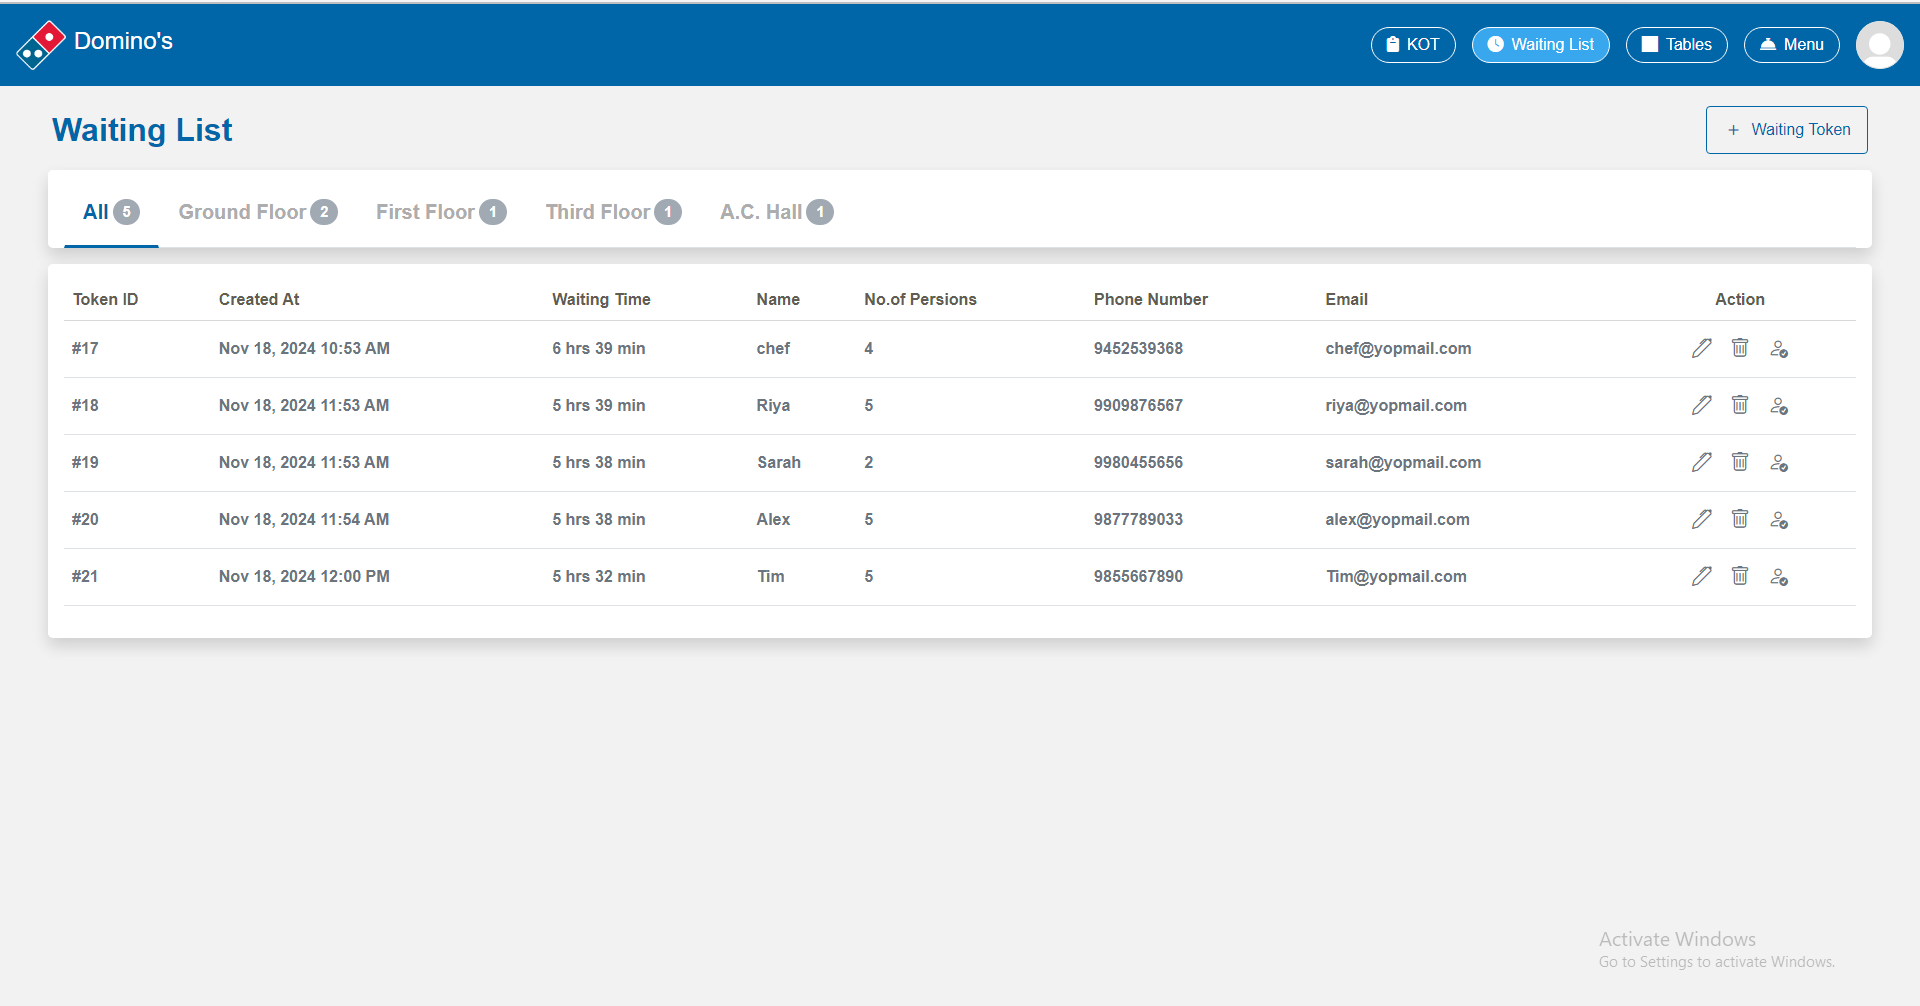 Domino's
KOT Waiting List Tables Menu
Waiting List
+ Waiting Token
All 5 Ground Floor 2 First Floor 1 Third Floor 1 A.C. Hall 1
Token ID Created At Waiting Time Name No.of Persions Phone Number Email Action
#17 Nov 18, 2024 10:53 AM 6 hrs 39 min chef 4 9452539368 chef@yopmail.com
#18 Nov 18, 2024 11:53 AM 5 hrs 39 min Riya 5 9909876567 riya@yopmail.com
#19 Nov 18, 2024 11:53 AM 5 hrs 38 min Sarah 2 9980455656 sarah@yopmail.com
#20 Nov 18, 2024 11:54 AM 5 hrs 38 min Alex 5 9877789033 alex@yopmail.com
#21 Nov 18, 2024 12:00 PM 5 hrs 32 min Tim 5 9855667890 Tim@yopmail.com
Activate Windows
Go to Settings to activate Windows.